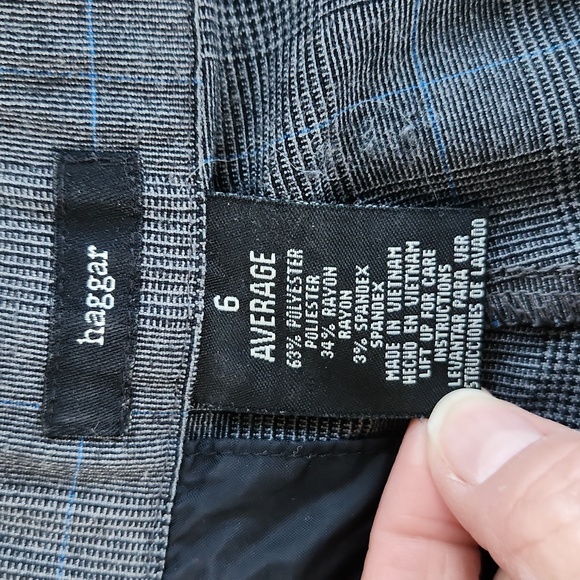 haggar
6
AVERAGE
63% POLYESTER
POLIESTER
34% RAYON
RAYON
3% SPANDEX
SPANDEX
MADE IN VIETNAM
HECHO EN VIETNAM
LIFT UP FOR CARE
INSTRUCTIONS
LEVANTAR PARA VER
INSTRUCCIONES DE LAVADO